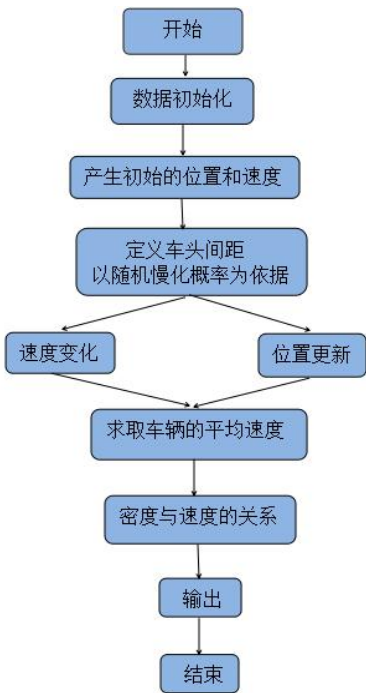 开始
数据初始化
产生初始的位置和速度
定义车头间距
以随机慢化概率为依据
速度变化
位置更新
求取车辆的平均速度
密度与速度的关系
输出
结束